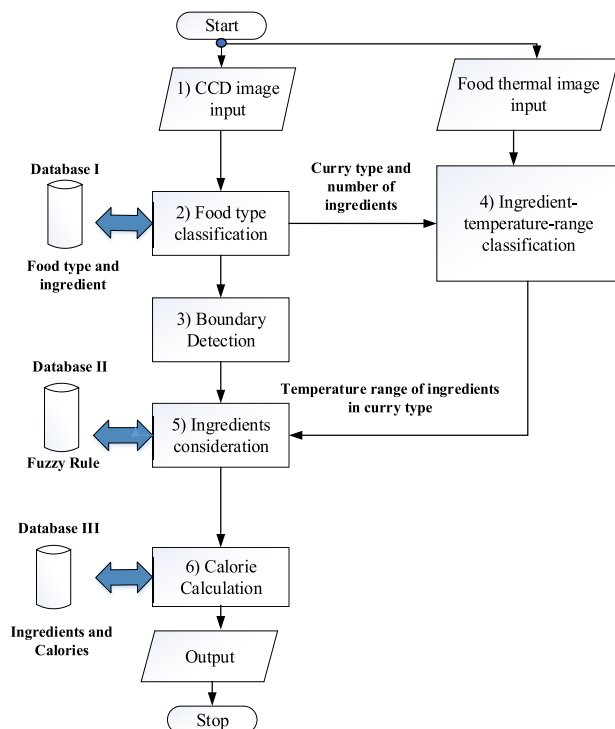 Start
1) CCD image
input
Food thermal image
input
Database I
Curry type and
number of
ingredients
2) Food type
classification
4) Ingredient-
temperature-range
classification
Food type and
ingredient
3) Boundary
Detection
Database II
Temperature range of ingredients
in curry type
5) Ingredients
consideration
Fuzzy Rule
Database III
6) Calorie
Calculation
Ingredients and
Calories
Output
Stop